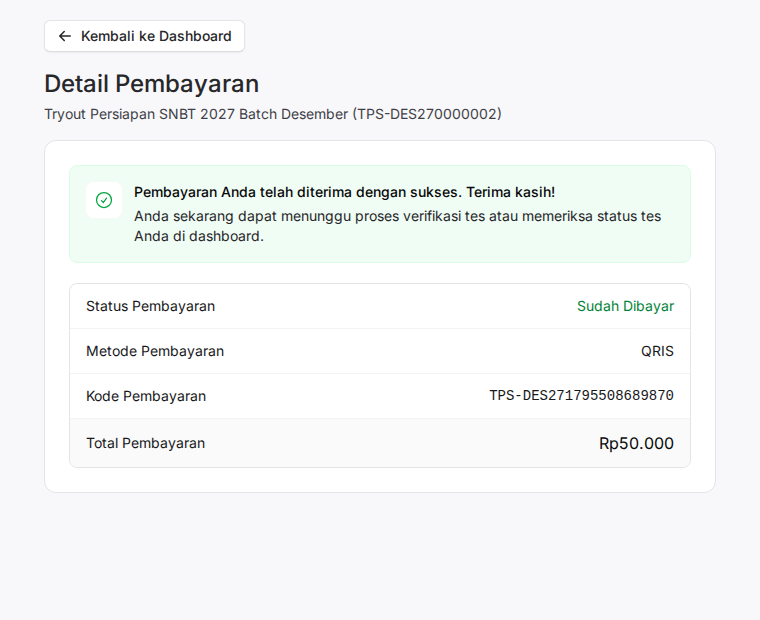 Kembali ke Dashboard
Detail Pembayaran
Tryout Persiapan SNBT 2027 Batch Desember (TPS-DES270000002)
Pembayaran Anda telah diterima dengan sukses. Terima kasih!
Anda sekarang dapat menunggu proses verifikasi tes atau memeriksa status tes
Anda di dashboard.
Status Pembayaran Sudah Dibayar
Metode Pembayaran QRIS
Kode Pembayaran TPS-DES271795508689870
Total Pembayaran Rp50.000